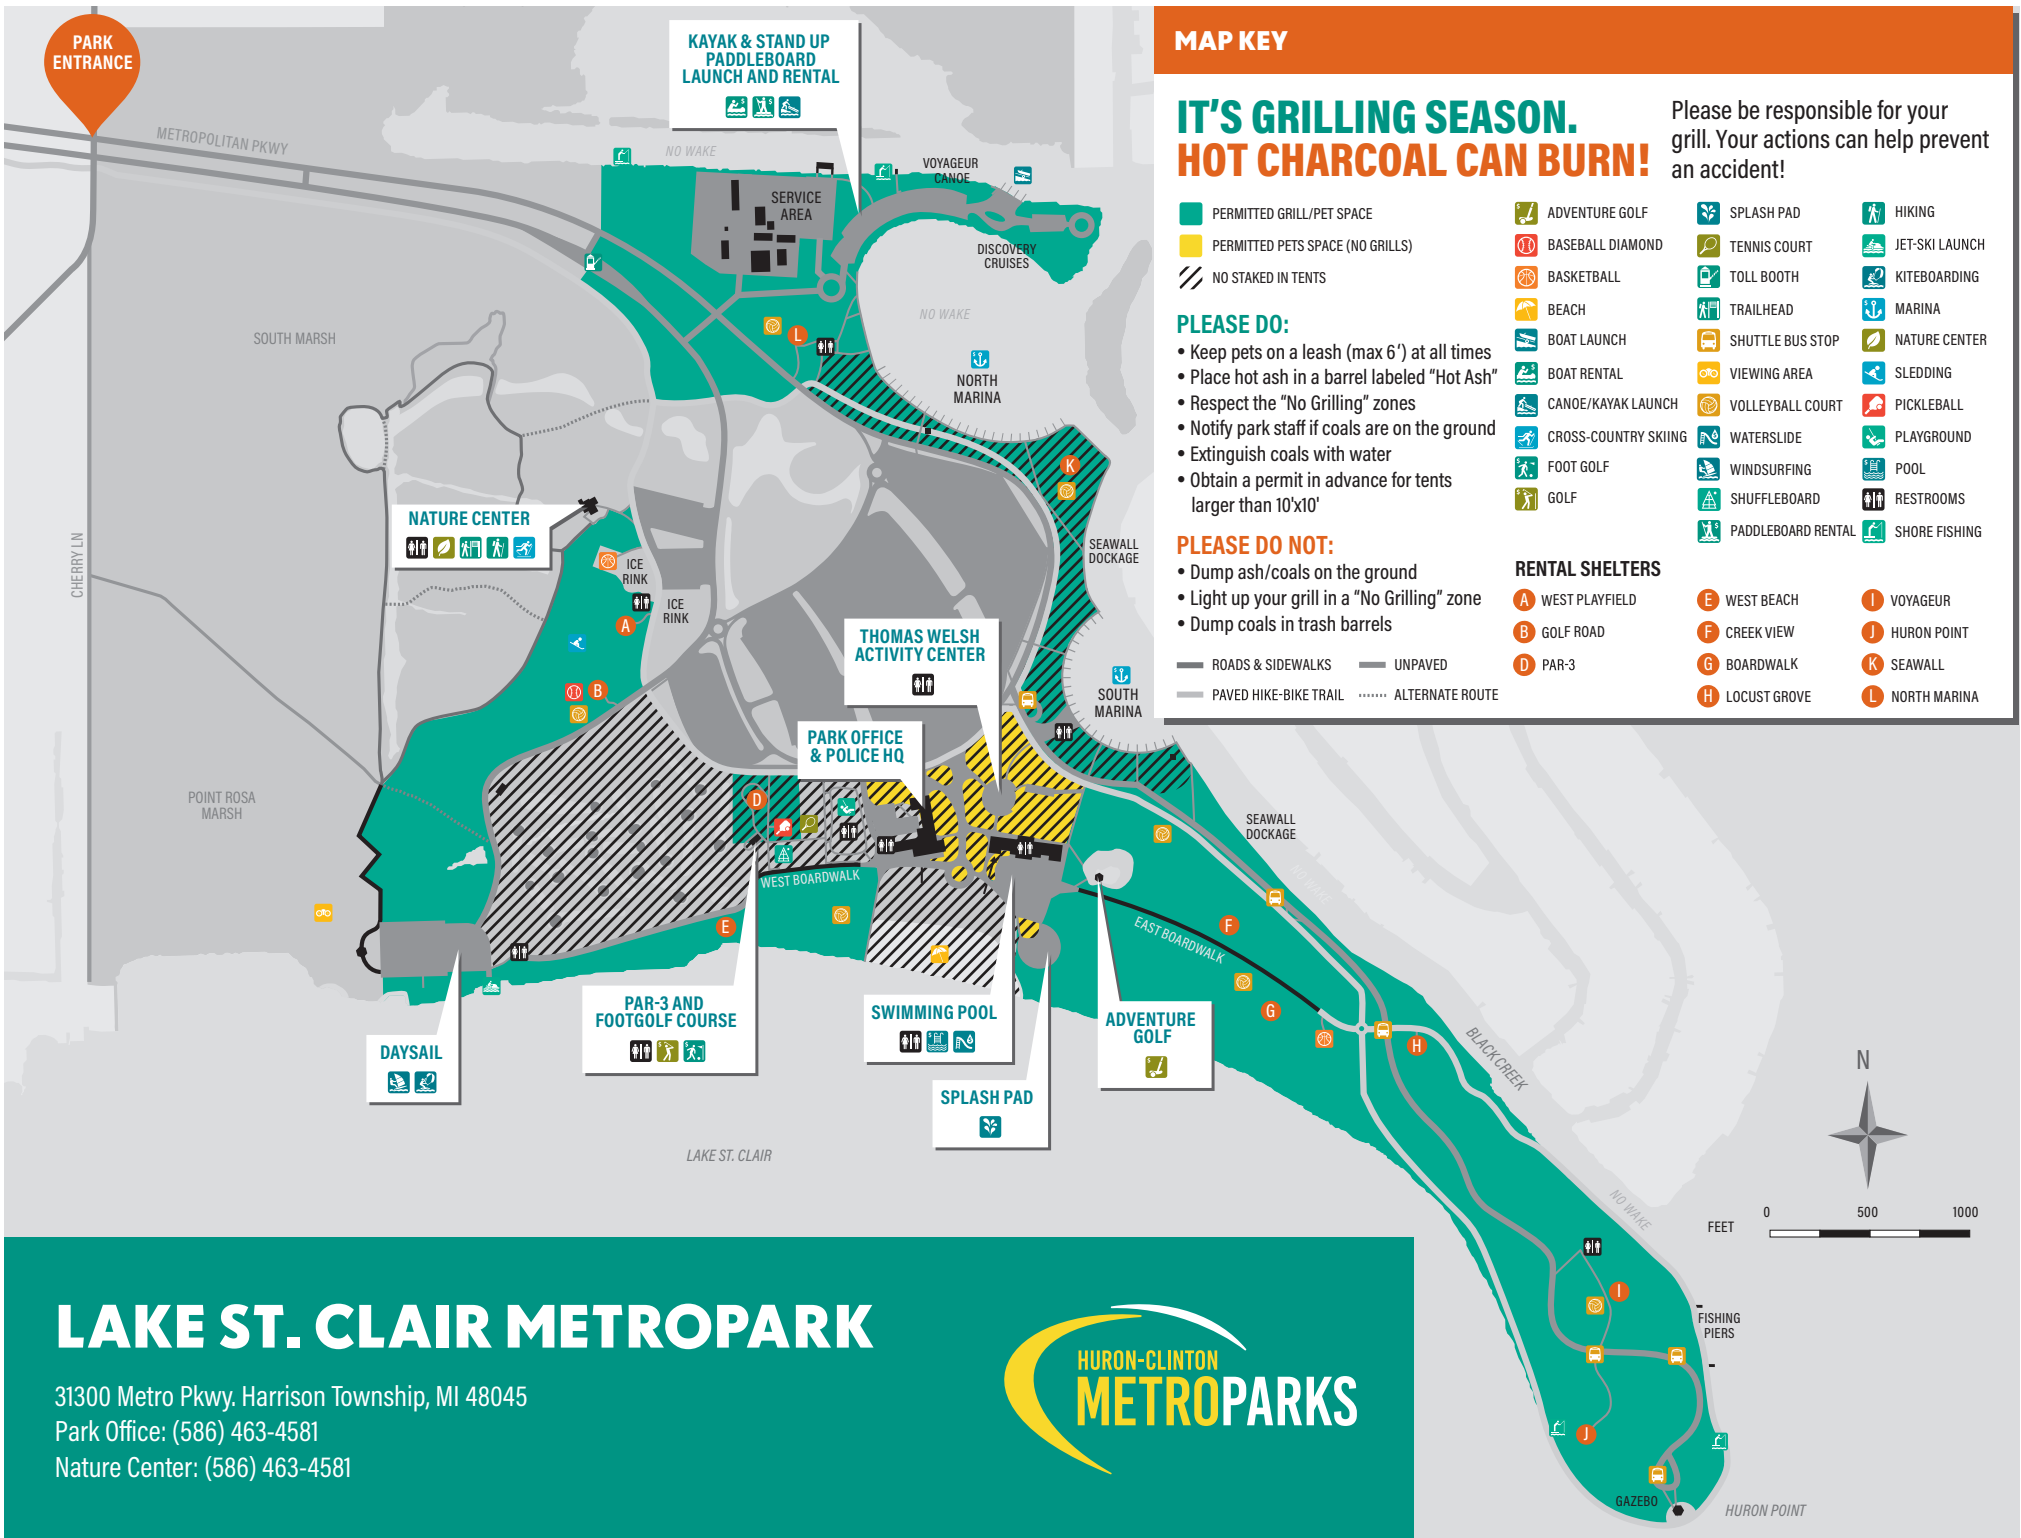 PARK
ENTRANCE
METROPOLITAN PKWY
KAYAK & STAND UP
PADDLEBOARD
LAUNCH AND RENTAL
NO WAKE
VOYAGEUR
CANOE
SERVICE
AREA
DISCOVERY
CRUISES
NO WAKE
L
NORTH
MARINA
SOUTH MARSH
K
NATURE CENTER
CHERRY LN
ICE
RINK
ICE
RINK
A
SEAWALL
DOCKAGE
THOMAS WELSH
ACTIVITY CENTER
B
SOUTH
MARINA
PARK OFFICE
& POLICE HQ
POINT ROSA
MARSH
D
SEAWALL
DOCKAGE
WEST BOARDWALK
NO WAKE
E
EAST BOARDWALK
F
G
PAR-3 AND
FOOTGOLF COURSE
SWIMMING POOL
ADVENTURE
GOLF
DAYSAIL
SPLASH PAD
H
BLACK CREEK
LAKE ST. CLAIR
NO WAKE
I
FISHING
PIERS
J
GAZEBO
HURON POINT
N
0 500 1000
FEET
MAP KEY
IT'S GRILLING SEASON.
HOT CHARCOAL CAN BURN!
Please be responsible for your
grill. Your actions can help prevent
an accident!
PERMITTED GRILL/PET SPACE
PERMITTED PETS SPACE (NO GRILLS)
NO STAKED IN TENTS
PLEASE DO:
• Keep pets on a leash (max 6') at all times
• Place hot ash in a barrel labeled "Hot Ash"
• Respect the "No Grilling" zones
• Notify park staff if coals are on the ground
• Extinguish coals with water
• Obtain a permit in advance for tents
larger than 10'x10'
PLEASE DO NOT:
• Dump ash/coals on the ground
• Light up your grill in a "No Grilling" zone
• Dump coals in trash barrels
ROADS & SIDEWALKS
UNPAVED
PAVED HIKE-BIKE TRAIL
ALTERNATE ROUTE
ADVENTURE GOLF
BASEBALL DIAMOND
BASKETBALL
BEACH
BOAT LAUNCH
BOAT RENTAL
CANOE/KAYAK LAUNCH
CROSS-COUNTRY SKIING
FOOT GOLF
GOLF
SPLASH PAD
TENNIS COURT
TOLL BOOTH
TRAILHEAD
SHUTTLE BUS STOP
VIEWING AREA
VOLLEYBALL COURT
WATERSLIDE
WINDSURFING
SHUFFLEBOARD
PADDLEBOARD RENTAL
HIKING
JET-SKI LAUNCH
KITEBOARDING
MARINA
NATURE CENTER
SLEDDING
PICKLEBALL
PLAYGROUND
POOL
RESTROOMS
SHORE FISHING
RENTAL SHELTERS
A WEST PLAYFIELD
B GOLF ROAD
D PAR-3
E WEST BEACH
F CREEK VIEW
G BOARDWALK
H LOCUST GROVE
I VOYAGEUR
J HURON POINT
K SEAWALL
L NORTH MARINA
LAKE ST. CLAIR METROPARK
31300 Metro Pkwy. Harrison Township, MI 48045
Park Office: (586) 463-4581
Nature Center: (586) 463-4581
HURON-CLINTON
METROPARKS